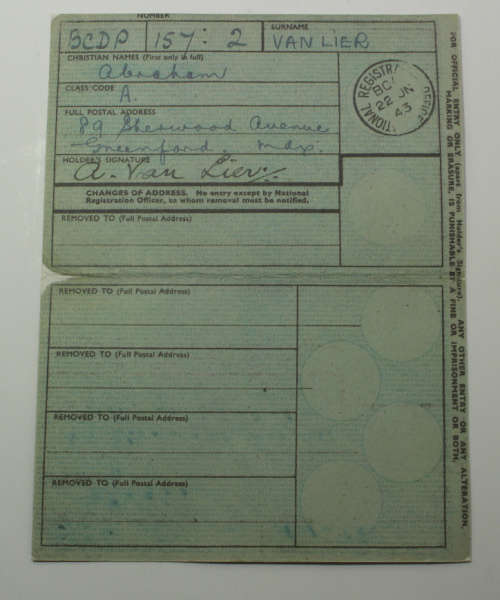 NUMBER SURNAME
BCDP 157: 2 VAN LIER
CHRISTIAN NAMES (First only in full)
Abraham
CLASS CODE
A.
FULL POSTAL ADDRESS
89 Sherwood Avenue
Greenford. Mdx.
HOLDER'S SIGNATURE
A. Van Lier
CHANGES OF ADDRESS. No entry except by National
Registration Officer, to whom removal must be notified.
REMOVED TO (Full Postal Address)
REMOVED TO (Full Postal Address)
REMOVED TO (Full Postal Address)
REMOVED TO (Full Postal Address)
REMOVED TO (Full Postal Address)
22 JN
43
FOR OFFICIAL ENTRY ONLY (apart from Holder's Signature). ANY OTHER ENTRY OR ANY ALTERATION,
MARKING OR ERASURE, IS PUNISHABLE BY A FINE OR IMPRISONMENT OR BOTH.